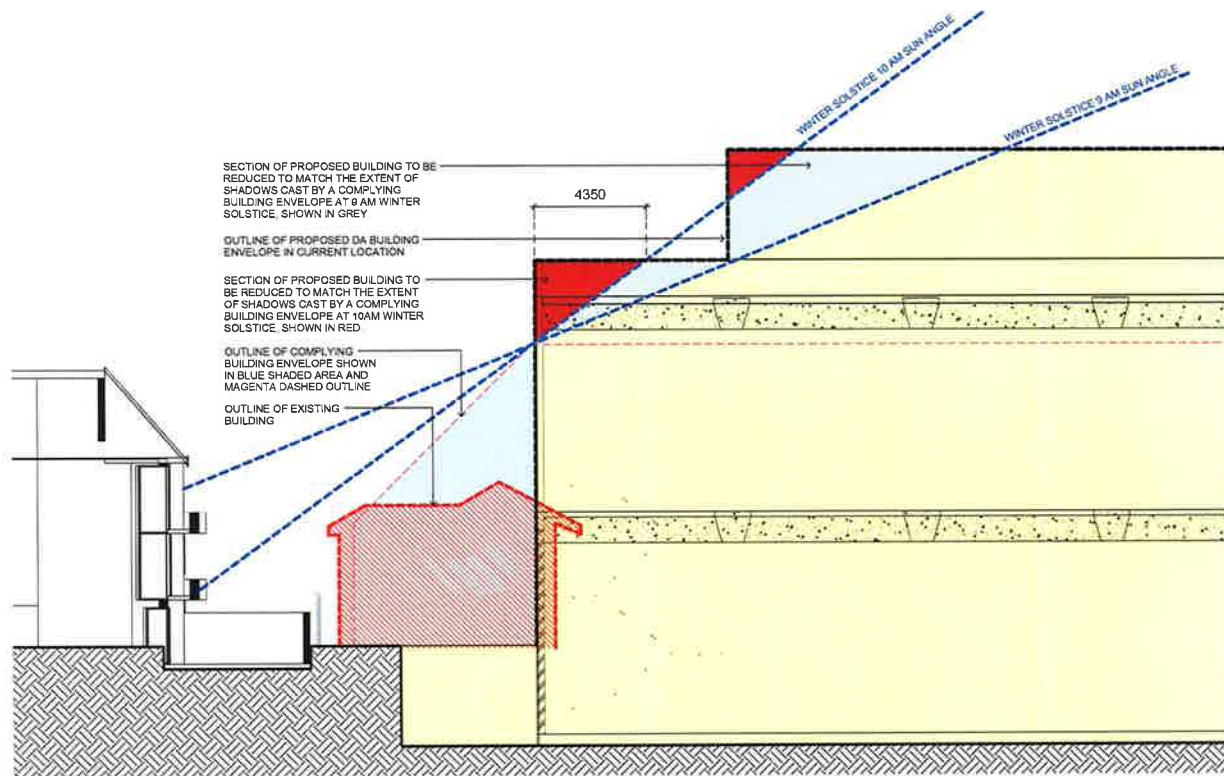 WINTER SOLSTICE 10 AM SUN ANGLE
WINTER SOLSTICE 9 AM SUN ANGLE
SECTION OF PROPOSED BUILDING TO BE
REDUCED TO MATCH THE EXTENT OF
SHADOWS CAST BY A COMPLYING
BUILDING ENVELOPE AT 9 AM WINTER
SOLSTICE, SHOWN IN GREY
4350
OUTLINE OF PROPOSED DA BUILDING
ENVELOPE IN CURRENT LOCATION
SECTION OF PROPOSED BUILDING TO
BE REDUCED TO MATCH THE EXTENT
OF SHADOWS CAST BY A COMPLYING
BUILDING ENVELOPE AT 10AM WINTER
SOLSTICE, SHOWN IN RED
OUTLINE OF COMPLYING
BUILDING ENVELOPE SHOWN
IN BLUE SHADED AREA AND
MAGENTA DASHED OUTLINE
OUTLINE OF EXISTING
BUILDING